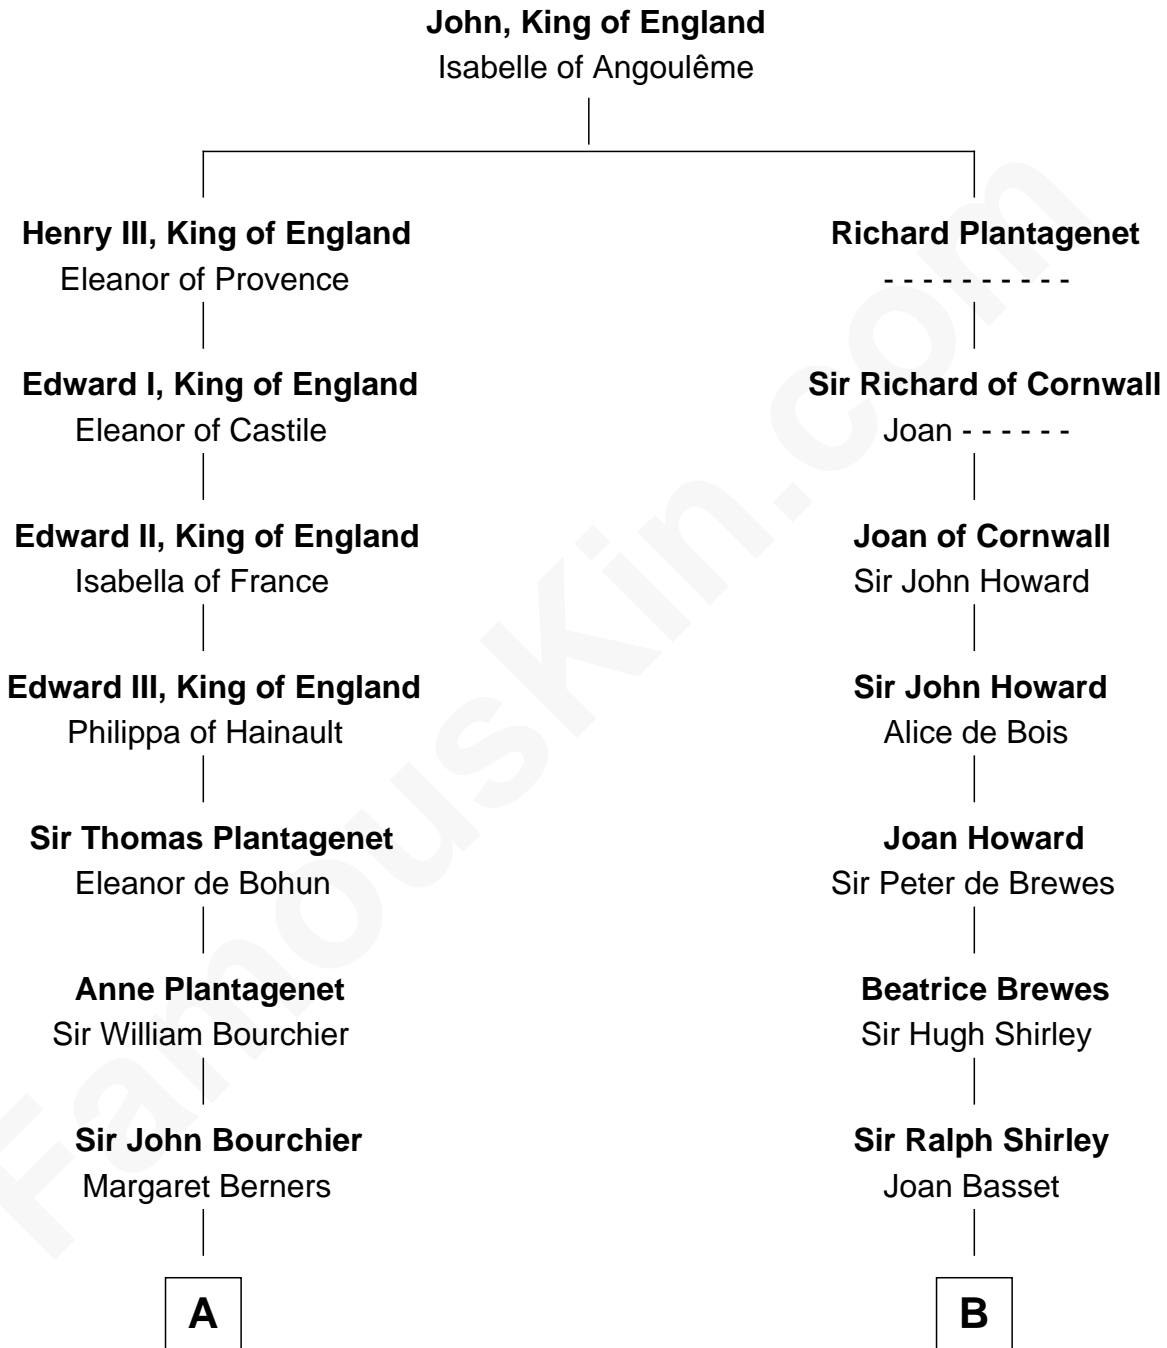 John, King of England
Isabelle of Angoulême
Henry III, King of England
Eleanor of Provence
Richard Plantagenet
- - - - - - - - - -
Edward I, King of England
Eleanor of Castile
Sir Richard of Cornwall
Joan - - - - - -
Edward II, King of England
Isabella of France
Joan of Cornwall
Sir John Howard
Edward III, King of England
Philippa of Hainault
Sir John Howard
Alice de Bois
Sir Thomas Plantagenet
Eleanor de Bohun
Joan Howard
Sir Peter de Brewes
Anne Plantagenet
Sir William Bourchier
Beatrice Brewes
Sir Hugh Shirley
Sir John Bourchier
Margaret Berners
Sir Ralph Shirley
Joan Basset
A
B
FamousKin.com